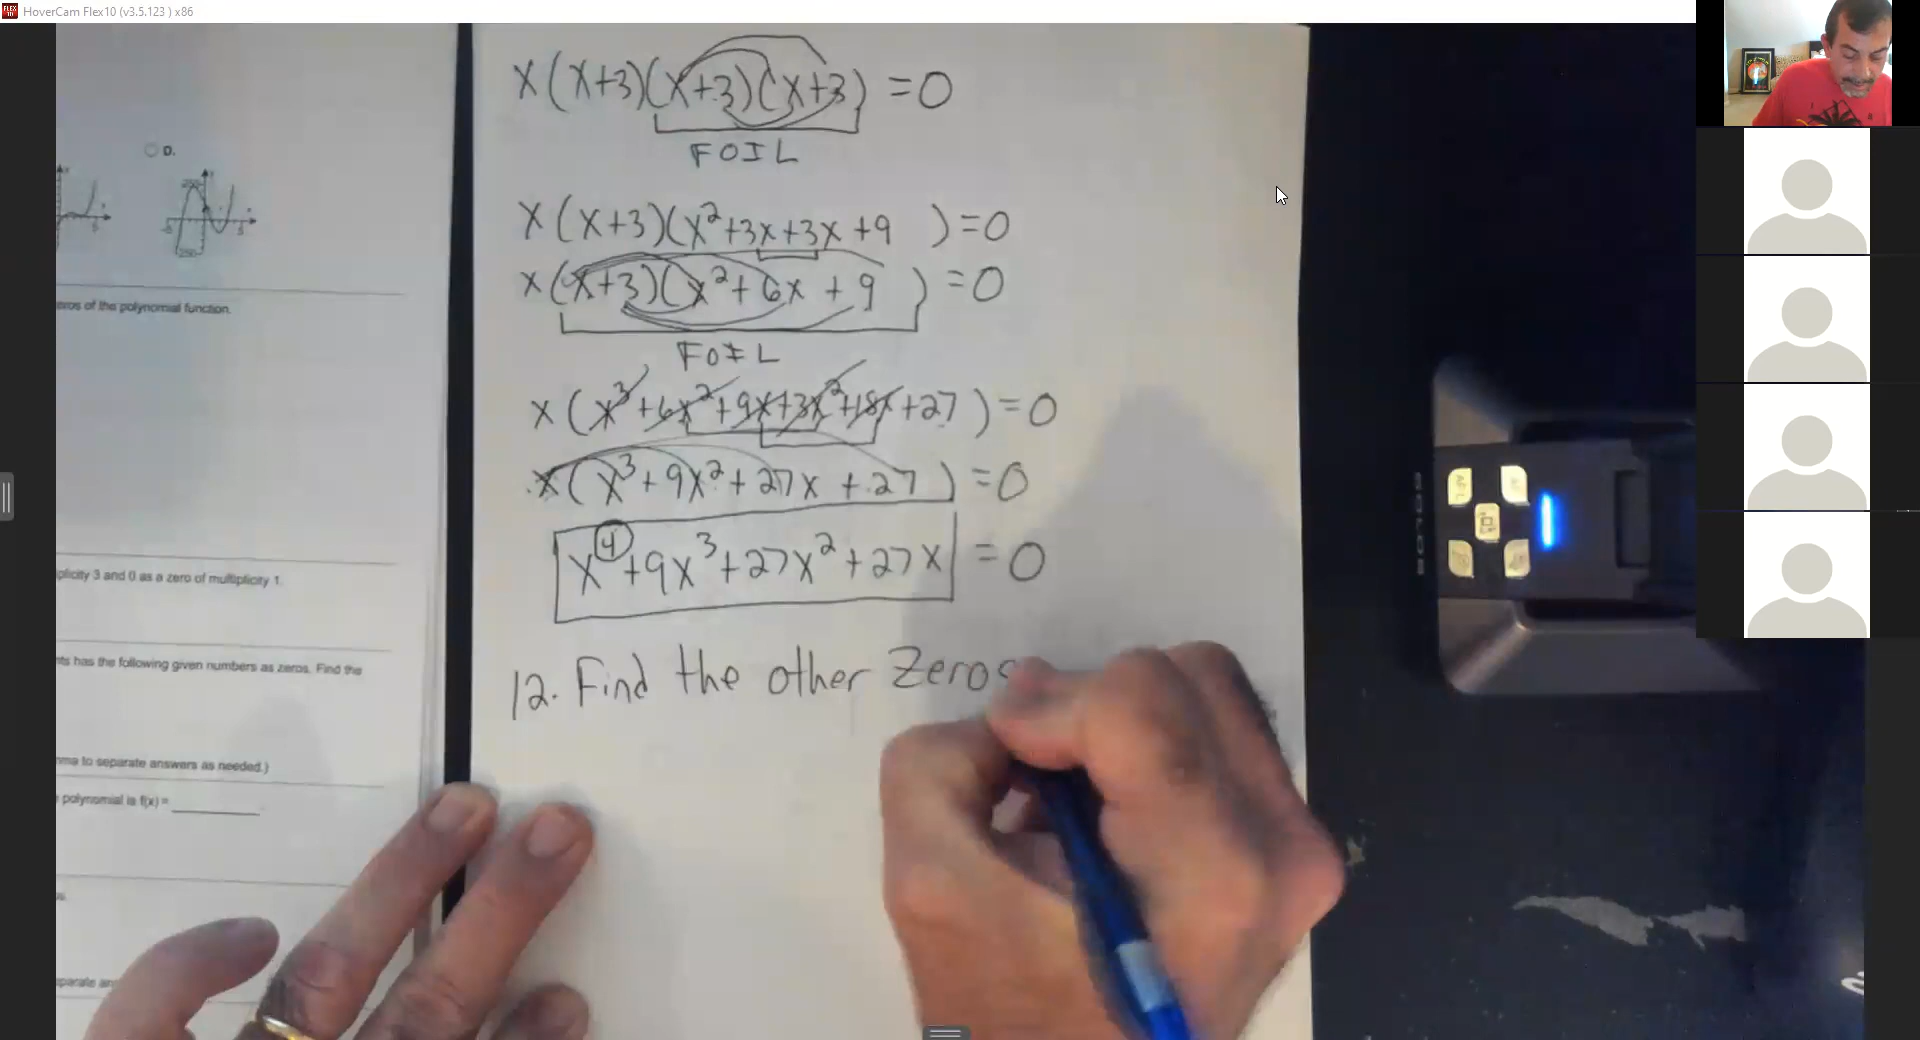 HoverCam Flex10 (v3.5.123) x86
x(x+3)(x+3)(x+3) =0
FOIL
x(x+3)(x²+3x+3x+9 )=0
x(x+3)(x²+6x+9 )=0
FOIL
x(x³+6x²+9x+3x²+18x+27)=0
x(x³+9x²+27x+27)=0
x⁴+9x³+27x²+27x =0
12. Find the other Zeros
D.
of the polynomial function.
3 and 0 as a zero of multiplicity 1.
has the following given numbers as zeros. Find the
to separate answers as needed.)
polynomial is f(x) = ________.